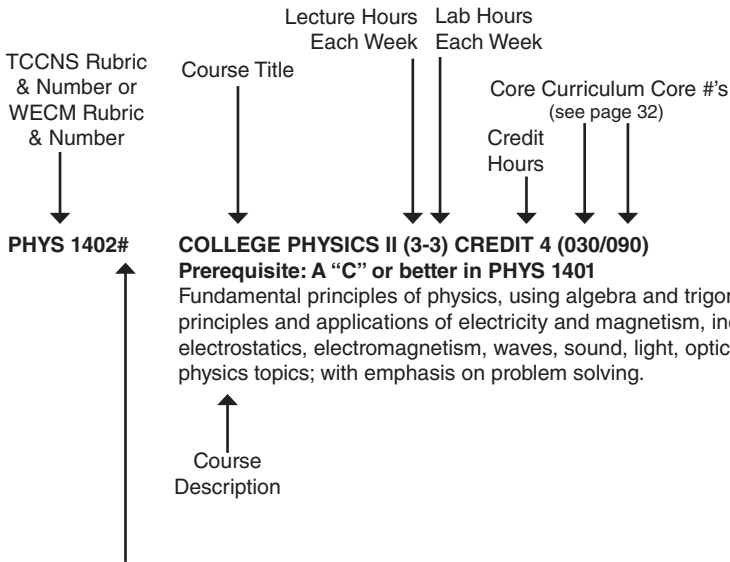 Lecture Hours
Each Week
Lab Hours
Each Week
TCCNS Rubric
& Number or
WECM Rubric
& Number
Course Title
Core Curriculum Core #'s
(see page 32)
Credit
Hours
PHYS 1402#
COLLEGE PHYSICS II (3-3) CREDIT 4 (030/090)
Prerequisite: A “C” or better in PHYS 1401
Fundamental principles of physics, using algebra and
principles and applications of electricity and magnetism,
electrostatics, electromagnetism, waves, sound, light,
physics topics; with emphasis on problem solving.
Course
Description